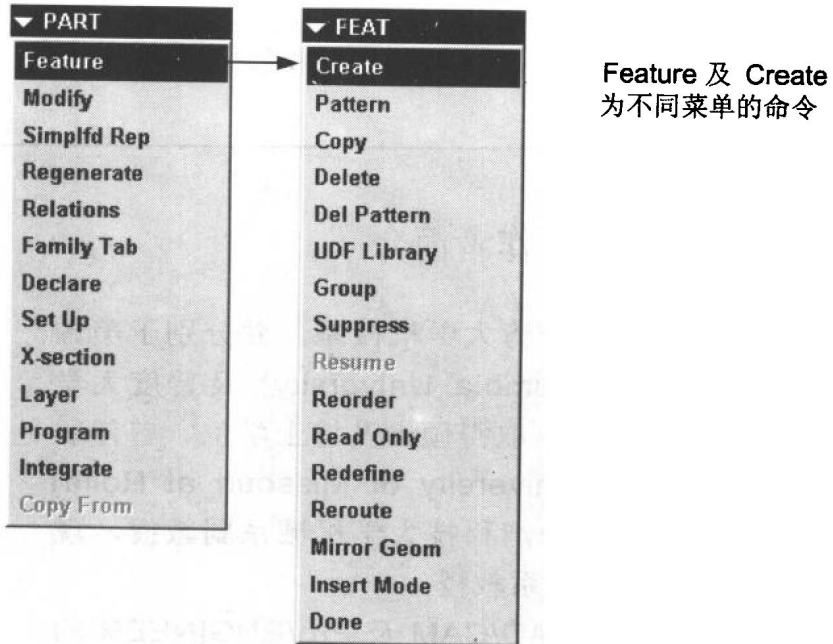 PART
Feature
Modify
Simplfd Rep
Regenerate
Relations
Family Tab
Declare
Set Up
X-section
Layer
Program
Integrate
Copy From
FEAT
Create
Pattern
Copy
Delete
Del Pattern
UDF Library
Group
Suppress
Resume
Reorder
Read Only
Redefine
Reroute
Mirror Geom
Insert Mode
Done
Feature 及 Create
为不同菜单的命令